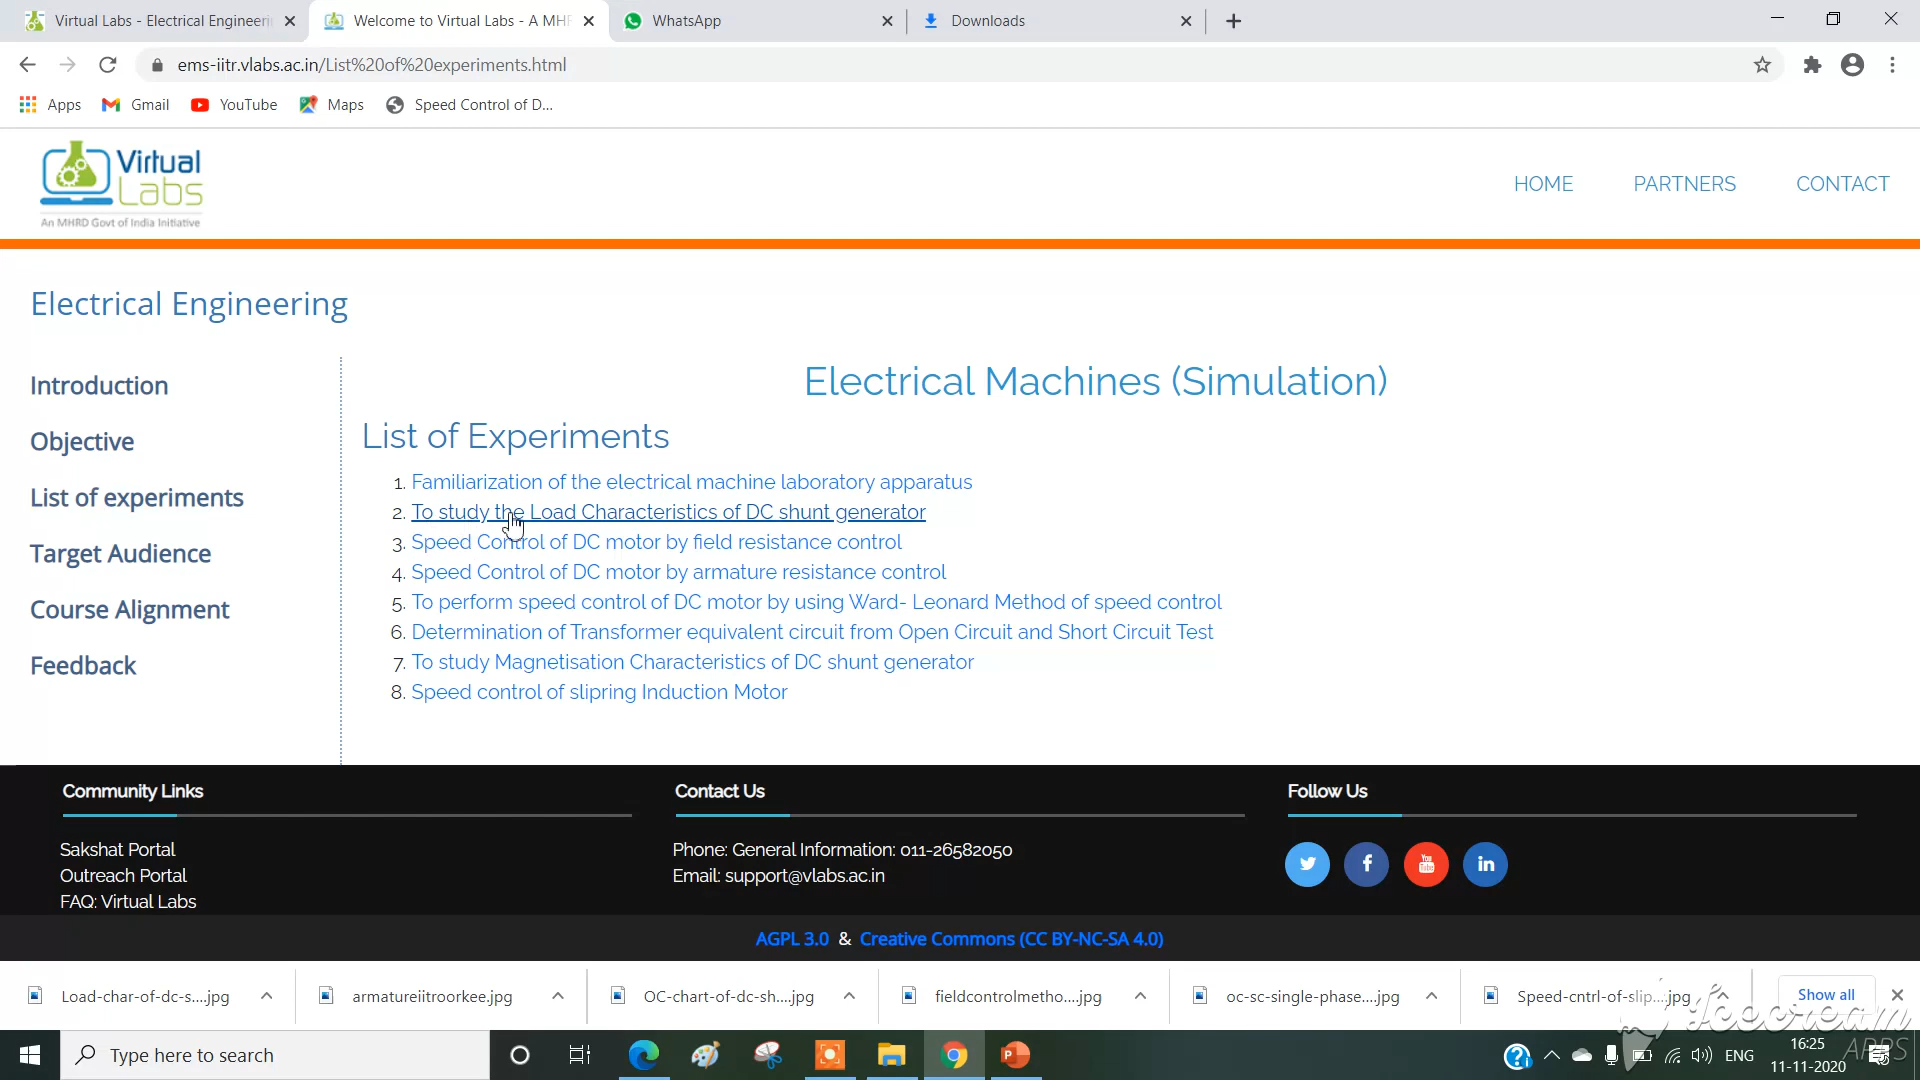 Virtual Labs - Electrical Engineeri
Welcome to Virtual Labs - A MHR
WhatsApp
Downloads
ems-iitr.vlabs.ac.in/List%20of%20experiments.html
Apps
Gmail
YouTube
Maps
Speed Control of D...
Virtual
Labs
An MHRD Govt of India Initiative
HOME
PARTNERS
CONTACT
Electrical Engineering
Introduction
Objective
List of experiments
Target Audience
Course Alignment
Feedback
Electrical Machines (Simulation)
List of Experiments
1. Familiarization of the electrical machine laboratory apparatus
2. To study the Load Characteristics of DC shunt generator
3. Speed Control of DC motor by field resistance control
4. Speed Control of DC motor by armature resistance control
5. To perform speed control of DC motor by using Ward- Leonard Method of speed control
6. Determination of Transformer equivalent circuit from Open Circuit and Short Circuit Test
7. To study Magnetisation Characteristics of DC shunt generator
8. Speed control of slipring Induction Motor
Community Links
Sakshat Portal
Outreach Portal
FAQ: Virtual Labs
Contact Us
Phone: General Information: 011-26582050
Email: support@vlabs.ac.in
Follow Us
You
Tube
AGPL 3.0 & Creative Commons (CC BY-NC-SA 4.0)
Load-char-of-dc-s....jpg
armatureiitroorkee.jpg
OC-chart-of-dc-sh....jpg
fieldcontrolmetho....jpg
oc-sc-single-phase....jpg
Speed-cntrl-of-slip....jpg
Show all
Icecream
APPS
Type here to search
ENG
16:25
11-11-2020